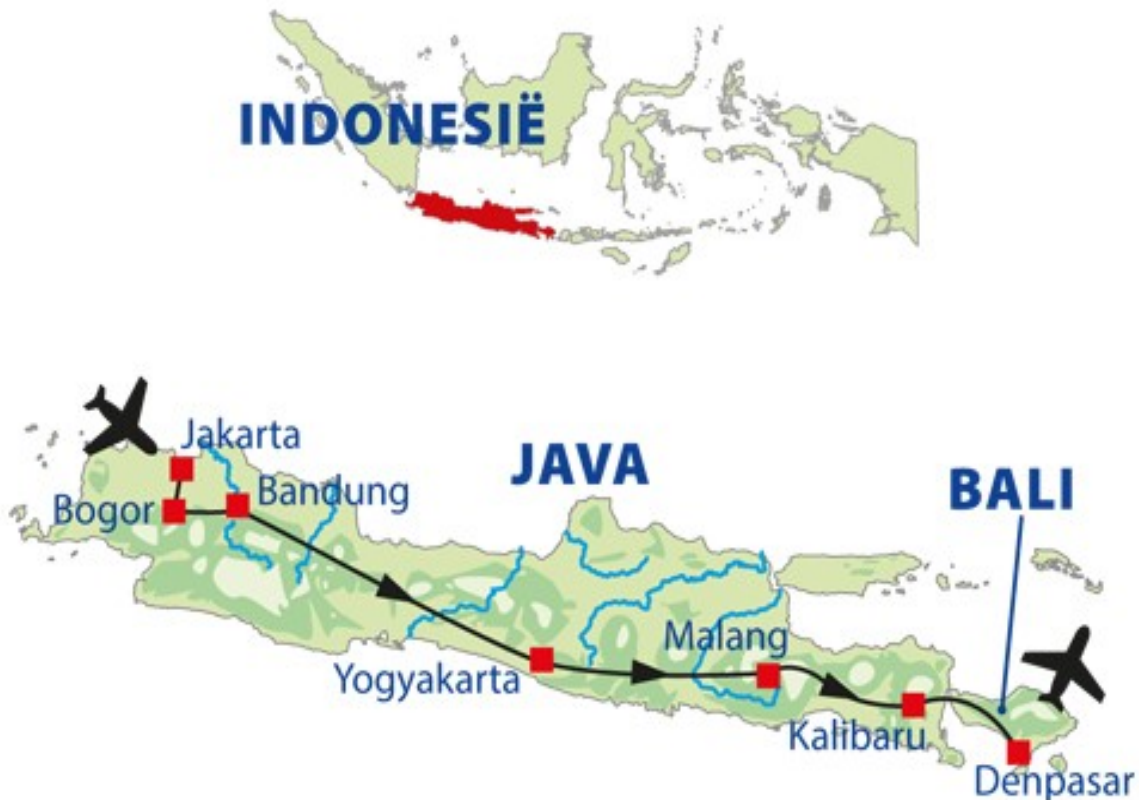 INDONESIË
Jakarta
JAVA
Bandung
BALI
Bogor
Malang
Yogyakarta
Kalibaru
Denpasar